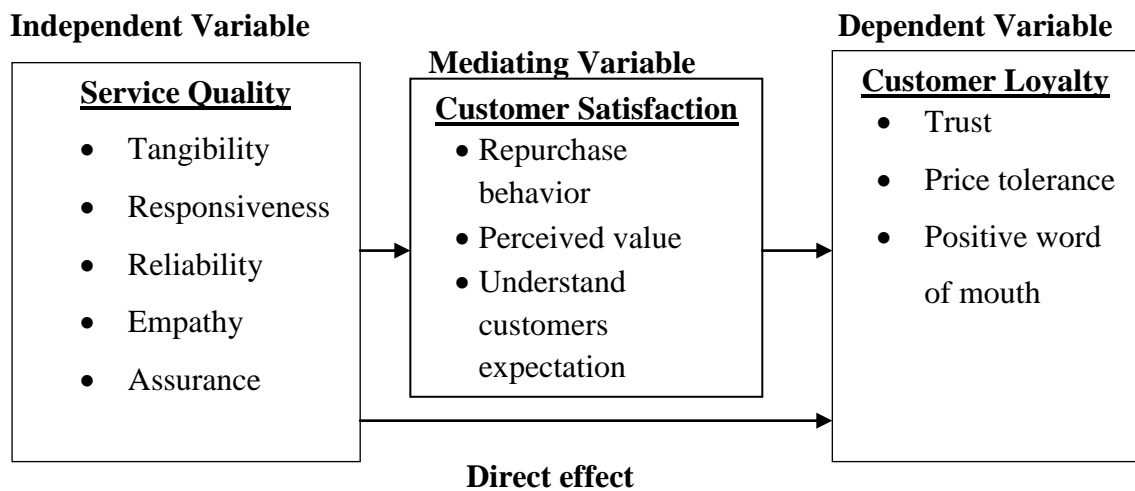 Independent Variable
Service Quality
• Tangibility
• Responsiveness
• Reliability
• Empathy
• Assurance
Mediating Variable
Customer Satisfaction
• Repurchase
behavior
• Perceived value
• Understand
customers
expectation
Dependent Variable
Customer Loyalty
• Trust
• Price tolerance
• Positive word
of mouth
Direct effect